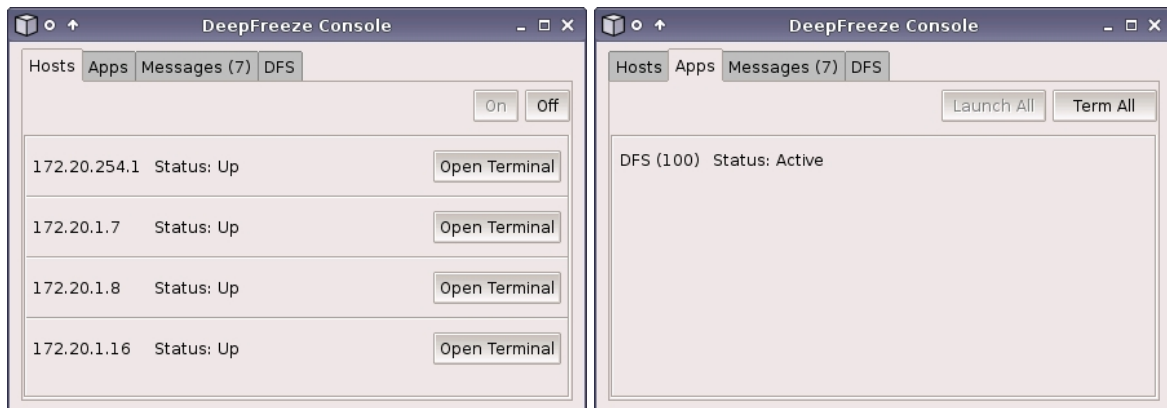 DeepFreeze Console
Hosts Apps Messages (7) DFS
On Off
172.20.254.1 Status: Up Open Terminal
172.20.1.7 Status: Up Open Terminal
172.20.1.8 Status: Up Open Terminal
172.20.1.16 Status: Up Open Terminal
DeepFreeze Console
Hosts Apps Messages (7) DFS
Launch All Term All
DFS (100) Status: Active